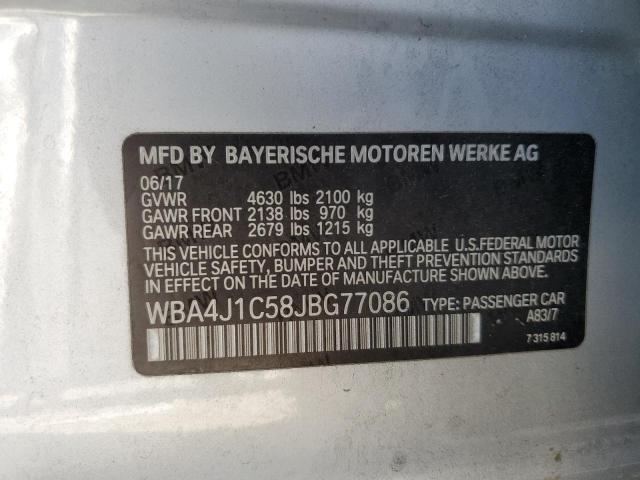 MFD BY BAYERISCHE MOTOREN WERKE AG
06/17
GVWR 4630 lbs 2100 kg
GAWR FRONT 2138 lbs 970 kg
GAWR REAR 2679 lbs 1215 kg
THIS VEHICLE CONFORMS TO ALL APPLICABLE U.S.FEDERAL MOTOR
VEHICLE SAFETY, BUMPER AND THEFT PREVENTION STANDARDS
IN EFFECT ON THE DATE OF MANUFACTURE SHOWN ABOVE.
WBA4J1C58JBG77086 TYPE: PASSENGER CAR
A83/7
7 315 814